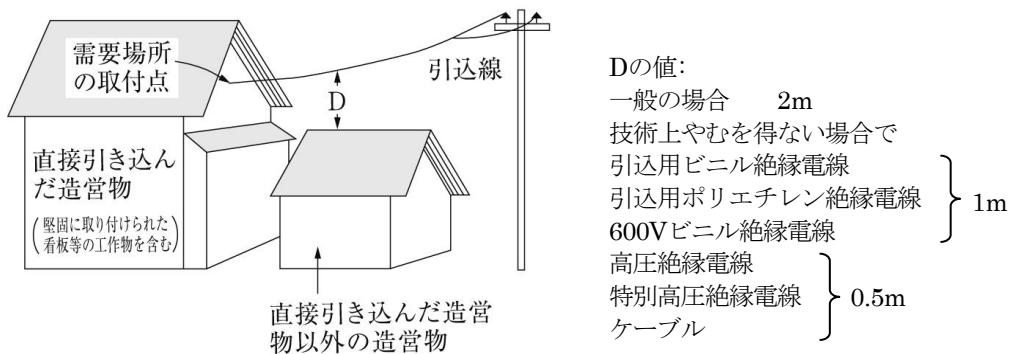 需要場所
の取付点
引込線
D
直接引き込ん
だ造営物
(堅固に取り付けられた
看板等の工作物を含む)
直接引き込んだ造営
物以外の造営物
Dの値:
一般の場合 2m
技術上やむを得ない場合で
引込用ビニル絶縁電線
引込用ポリエチレン絶縁電線 1m
600Vビニル絶縁電線
高圧絶縁電線
特別高圧絶縁電線 0.5m
ケーブル